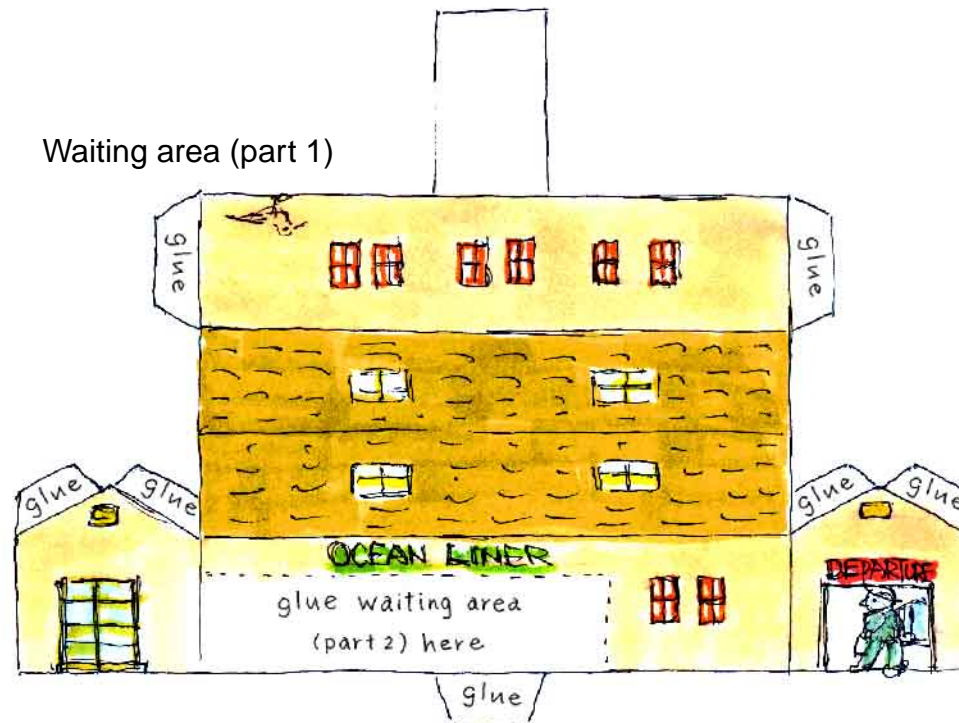 Waiting area (part 1)
glue
glue
glue
glue
glue
glue
OCEAN LINER
DEPARTURE
glue waiting area
(part 2) here
glue